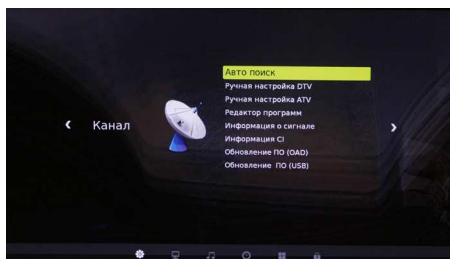 Авто поиск
Ручная настройка DTV
Ручная настройка ATV
Редактор программ
Канал
Информация о сигнале
Информация CI
Обновление ПО (OAD)
Обновление ПО (USB)